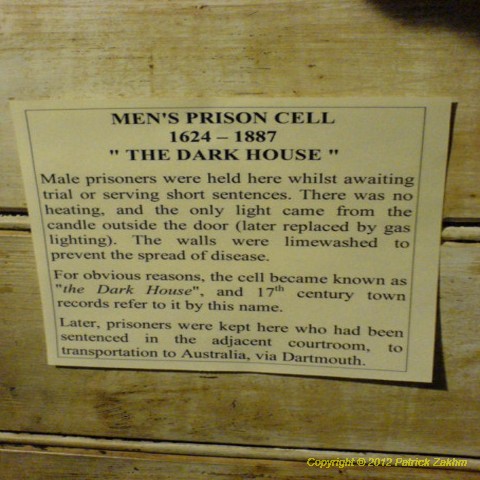 MEN'S PRISON CELL
1624 – 1887
" THE DARK HOUSE "
Male prisoners were held here whilst awaiting
trial or serving short sentences. There was no
heating, and the only light came from the
candle outside the door (later replaced by gas
lighting). The walls were limewashed to
prevent the spread of disease.
For obvious reasons, the cell became known as
"the Dark House", and 17th century town
records refer to it by this name.
Later, prisoners were kept here who had been
sentenced in the adjacent courtroom, to
transportation to Australia, via Dartmouth.
Copyright © 2012 Patrick Zakhm